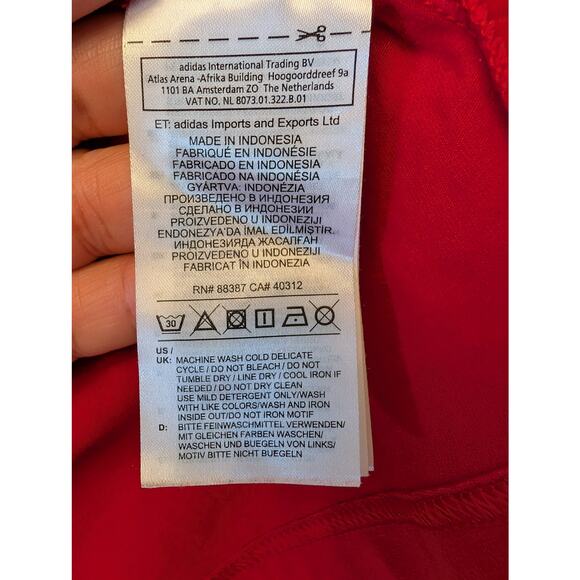 adidas International Trading BV
Atlas Arena -Afrika Building Hoogoorddreef 9a
1101 BA Amsterdam ZO The Netherlands
VAT NO. NL 8073.01.322.B.01
ET: adidas Imports and Exports Ltd
MADE IN INDONESIA
FABRIQUÉ EN INDONÉSIE
FABRICADO EN INDONESIA
FABRICADO NA INDONÉSIA
GYÁRTVA: INDONÉZIA
ПРОИЗВЕДЕНО В ИНДОНЕЗИЯ
СДЕЛАНО В ИНДОНЕЗИИ
PROIZVEDENO U INDONEZIJI
ENDONEZYA'DA İMAL EDİLMİŞTİR.
ИНДОНЕЗИЯДА ЖАСАЛҒАН
PROIZVEDENO U INDONEZIJI
FABRICAT ÎN INDONEZIA
RN# 88387 CA# 40312
30
US /
UK: MACHINE WASH COLD DELICATE
CYCLE / DO NOT BLEACH / DO NOT
TUMBLE DRY / LINE DRY / COOL IRON IF
NEEDED / DO NOT DRY CLEAN
USE MILD DETERGENT ONLY/WASH
WITH LIKE COLORS/WASH AND IRON
INSIDE OUT/DO NOT IRON MOTIF
D: BITTE FEINWASCHMITTEL VERWENDEN/
MIT GLEICHEN FARBEN WASCHEN/
WASCHEN UND BUEGELN VON LINKS/
MOTIV BITTE NICHT BUEGELN